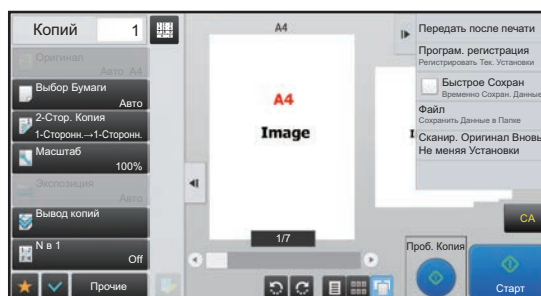 Копий 1
Оригинал
Авто A4
Выбор Бумаги
Авто
2-Стор. Копия
1-Сторонн.→1-Сторонн.
Масштаб
100%
Экспозиция
Авто
Вывод копий
N в 1
Off
Прочие
A4
A4
Image
1/7
Передать после печати
Програм. регистрация
Регистрировать Тек. Установки
Быстрое Сохран
Временно Сохран. Данные
Файл
Сохранить Данные в Папке
Сканир. Оригинал Вновь
Не меняя Установки
CA
Проб. Копия
Старт